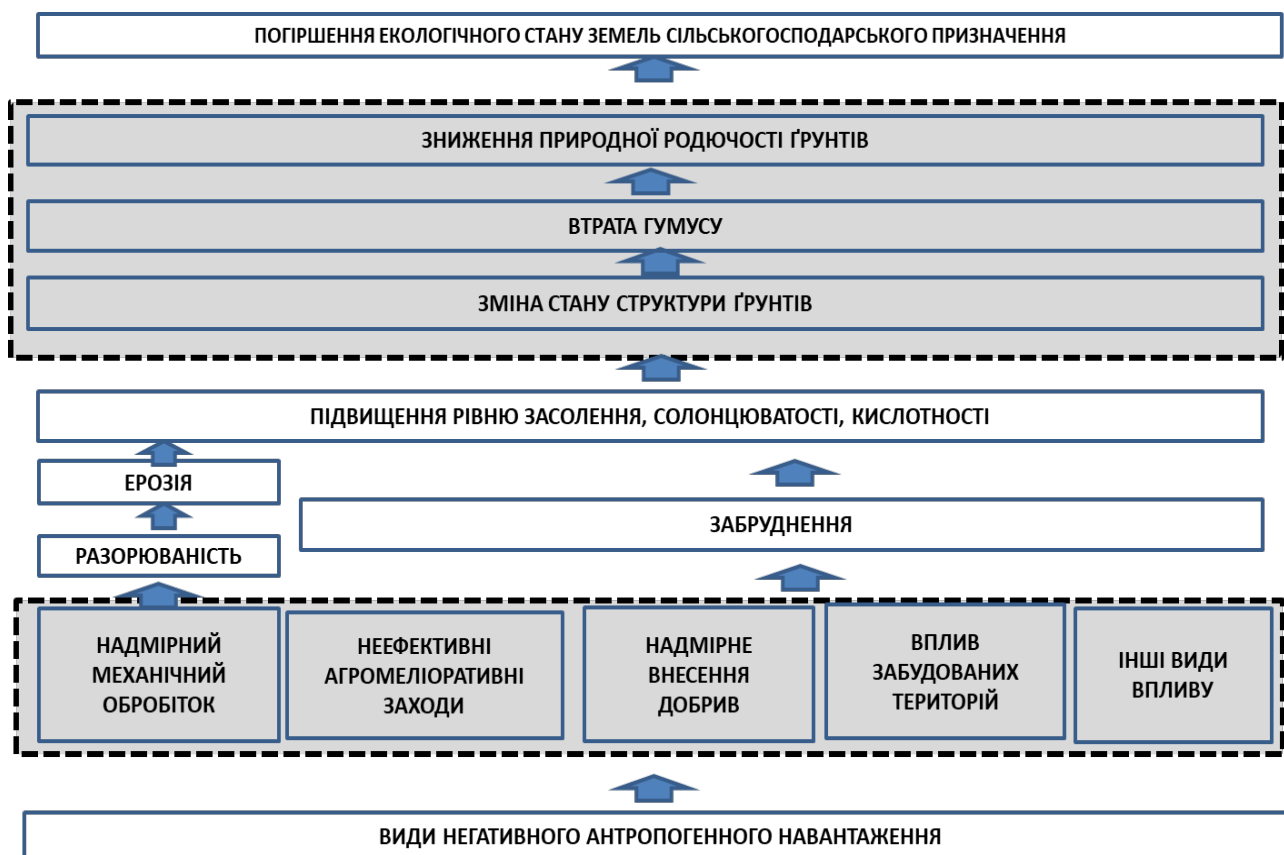 ПОГІРШЕННЯ ЕКОЛОГІЧНОГО СТАНУ ЗЕМЕЛЬ СІЛЬСЬКОГОСПОДАРСЬКОГО ПРИЗНАЧЕННЯ
ЗНИЖЕННЯ ПРИРОДНОЇ РОДЮЧОСТІ ҐРУНТІВ
ВТРАТА ГУМУСУ
ЗМІНА СТАНУ СТРУКТУРИ ҐРУНТІВ
ПІДВИЩЕННЯ РІВНЮ ЗАСОЛЕННЯ, СОЛОНЦЮВАТОСТІ, КИСЛОТНОСТІ
ЕРОЗІЯ
ЗАБРУДНЕННЯ
РАЗОРЮВАНІСТЬ
НАДМІРНИЙ
МЕХАНІЧНИЙ
ОБРОБІТОК
НЕЕФЕКТИВНІ
АГРОМЕЛІОРАТИВНІ
ЗАХОДИ
НАДМІРНЕ
ВНЕСЕННЯ
ДОБРИВ
ВПЛИВ
ЗАБУДОВАНИХ
ТЕРИТОРІЙ
ІНШІ ВИДИ
ВПЛИВУ
ВИДИ НЕГАТИВНОГО АНТРОПОГЕННОГО НАВАНТАЖЕННЯ